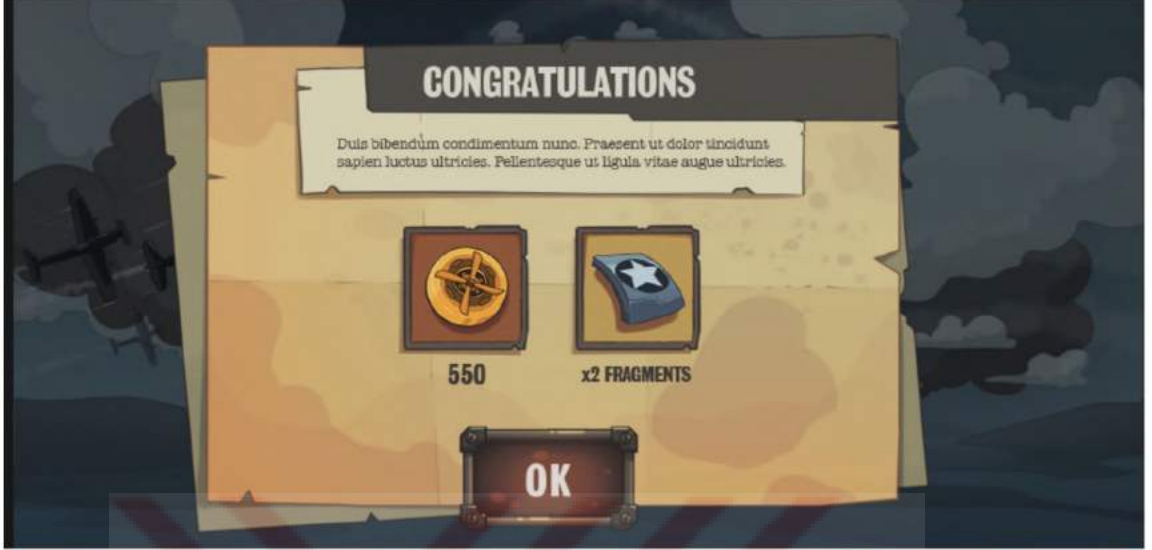 CONGRATULATIONS
Duis bibendum condimentum nunc. Praesent ut dolor tincidunt
sapien luctus ultricies. Pellentesque ut ligula vitae augue ultricies.
550
x2 FRAGMENTS
OK